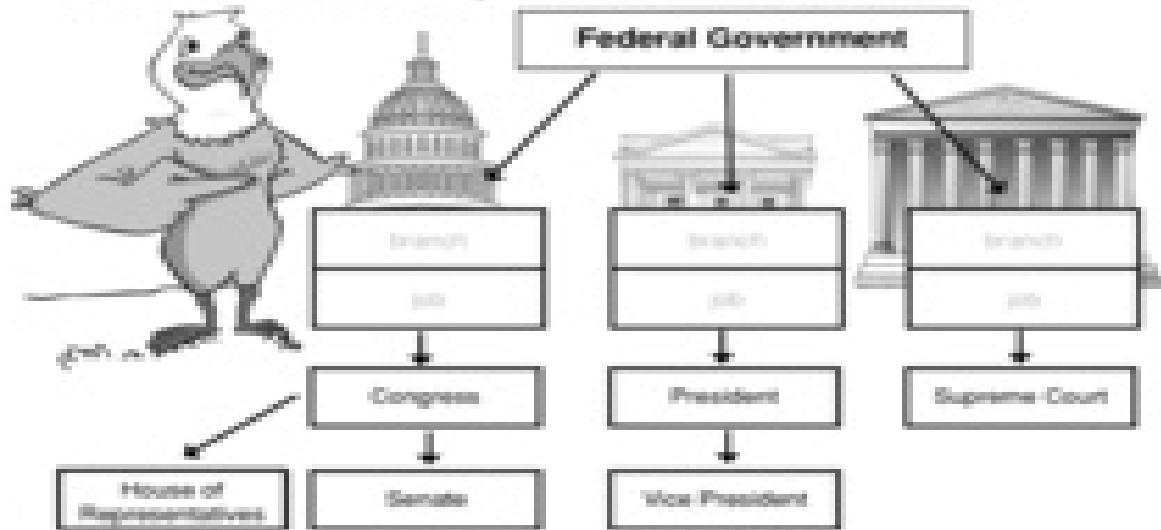 Federal Government
branch
branch
branch
job
job
job
Congress
President
Supreme Court
House of
Representatives
Senate
Vice President